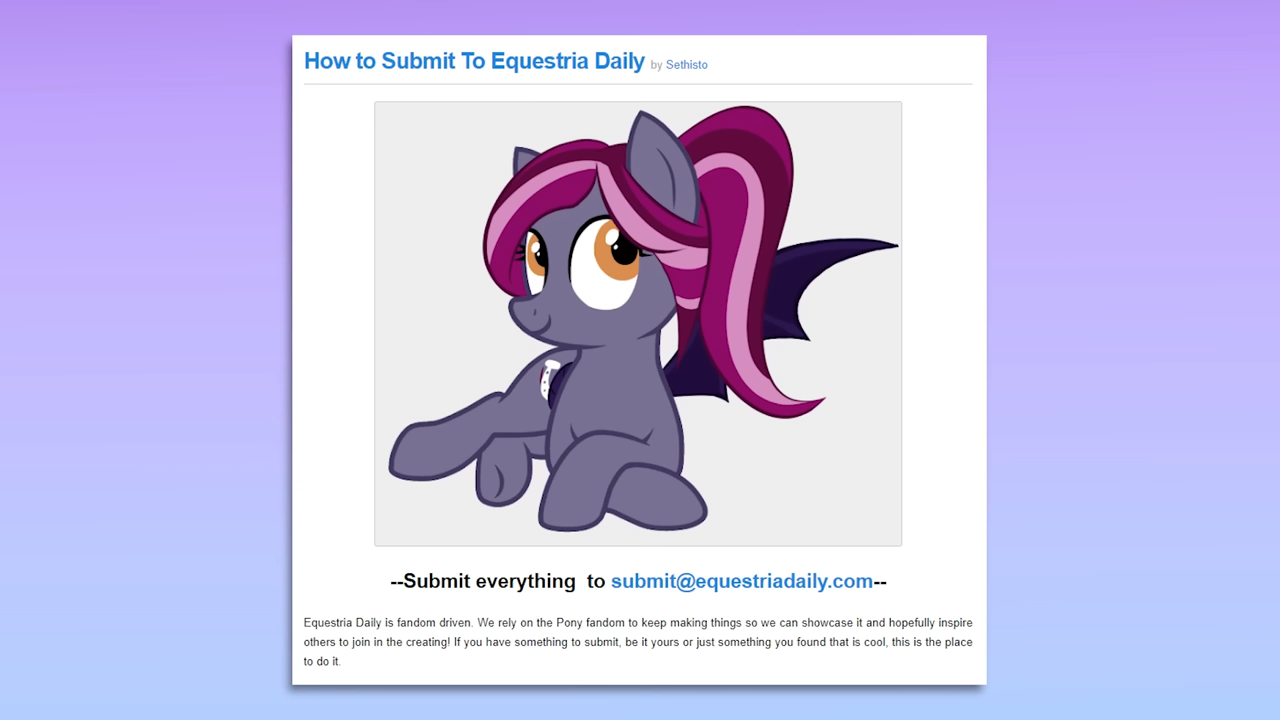 How to Submit To Equestria Daily by Sethisto
--Submit everything to submit@equestriadaily.com--
Equestria Daily is fandom driven. We rely on the Pony fandom to keep making things so we can showcase it and hopefully inspire
others to join in the creating! If you have something to submit, be it yours or just something you found that is cool, this is the place
to do it.